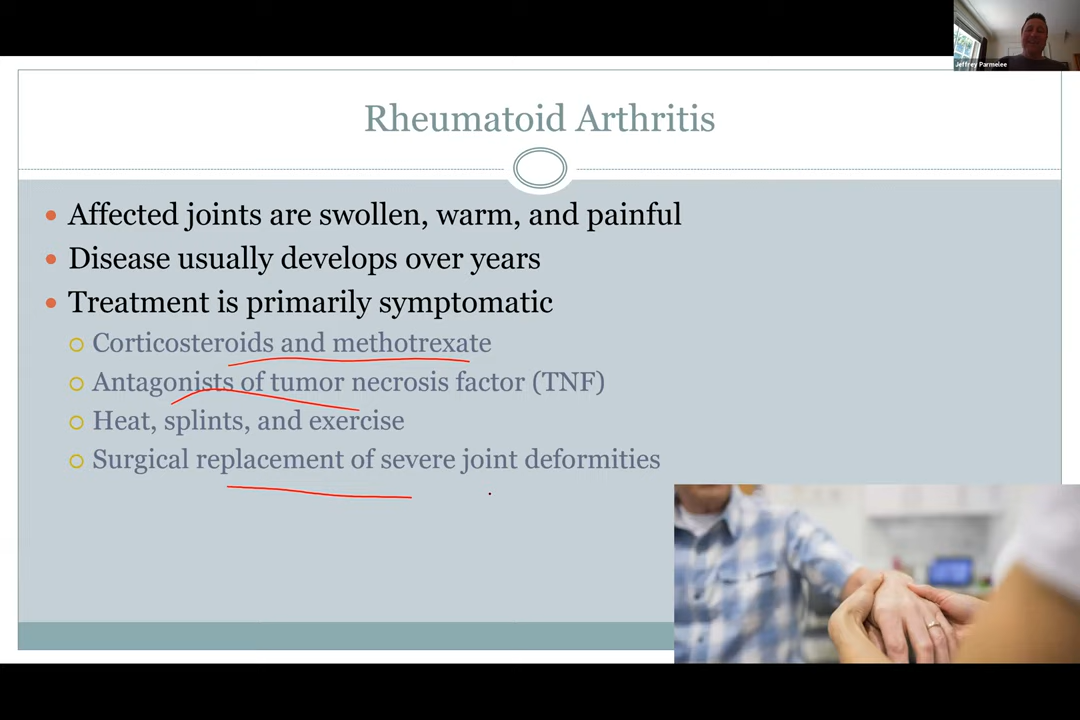 Jeffrey Parmelee
Rheumatoid Arthritis
Affected joints are swollen, warm, and painful
Disease usually develops over years
Treatment is primarily symptomatic
Corticosteroids and methotrexate
Antagonists of tumor necrosis factor (TNF)
Heat, splints, and exercise
Surgical replacement of severe joint deformities